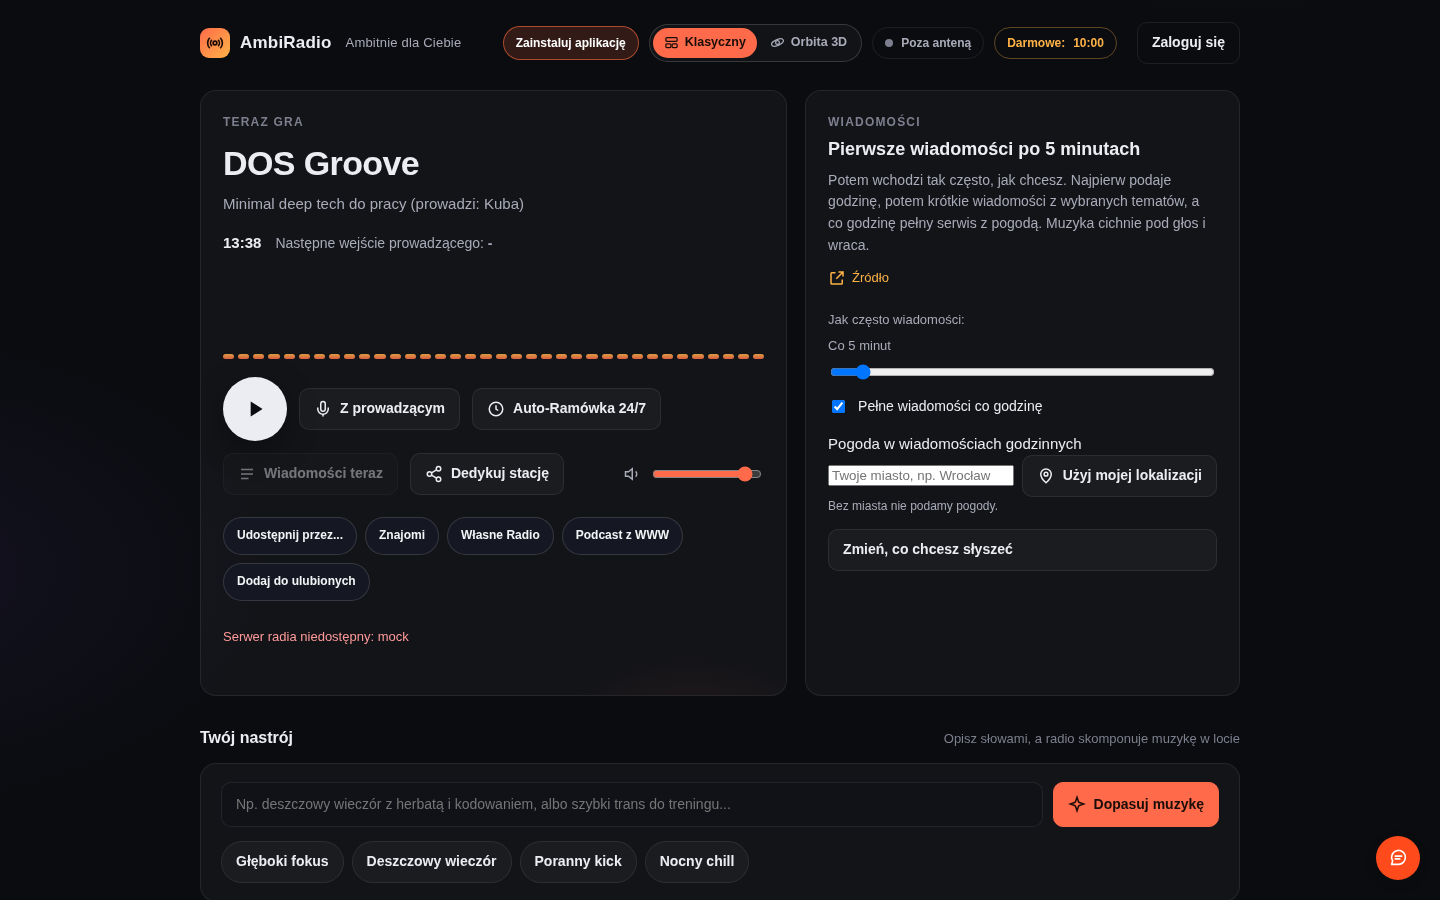 AmbiRadio
Ambitnie dla Ciebie
Zainstaluj aplikację
Klasyczny
Orbita 3D
Poza anteną
Darmowe: 10:00
Zaloguj się
TERAZ GRA
DOS Groove
Minimal deep tech do pracy (prowadzi: Kuba)
13:38 Następne wejście prowadzącego: -
Z prowadzącym
Auto-Ramówka 24/7
Wiadomości teraz
Dedykuj stację
Udostępnij przez...
Znajomi
Własne Radio
Podcast z WWW
Dodaj do ulubionych
Serwer radia niedostępny: mock
WIADOMOŚCI
Pierwsze wiadomości po 5 minutach
Potem wchodzi tak często, jak chcesz. Najpierw podaje
godzinę, potem krótkie wiadomości z wybranych tematów, a
co godzinę pełny serwis z pogodą. Muzyka cichnie pod głos i
wraca.
Źródło
Jak często wiadomości:
Co 5 minut
Pełne wiadomości co godzinę
Pogoda w wiadomościach godzinnych
Twoje miasto, np. Wrocław
Użyj mojej lokalizacji
Bez miasta nie podamy pogody.
Zmień, co chcesz słyszeć
Twój nastrój
Opisz słowami, a radio skomponuje muzykę w locie
Np. deszczowy wieczór z herbatą i kodowaniem, albo szybki trans do treningu...
Dopasuj muzykę
Głęboki fokus
Deszczowy wieczór
Poranny kick
Nocny chill